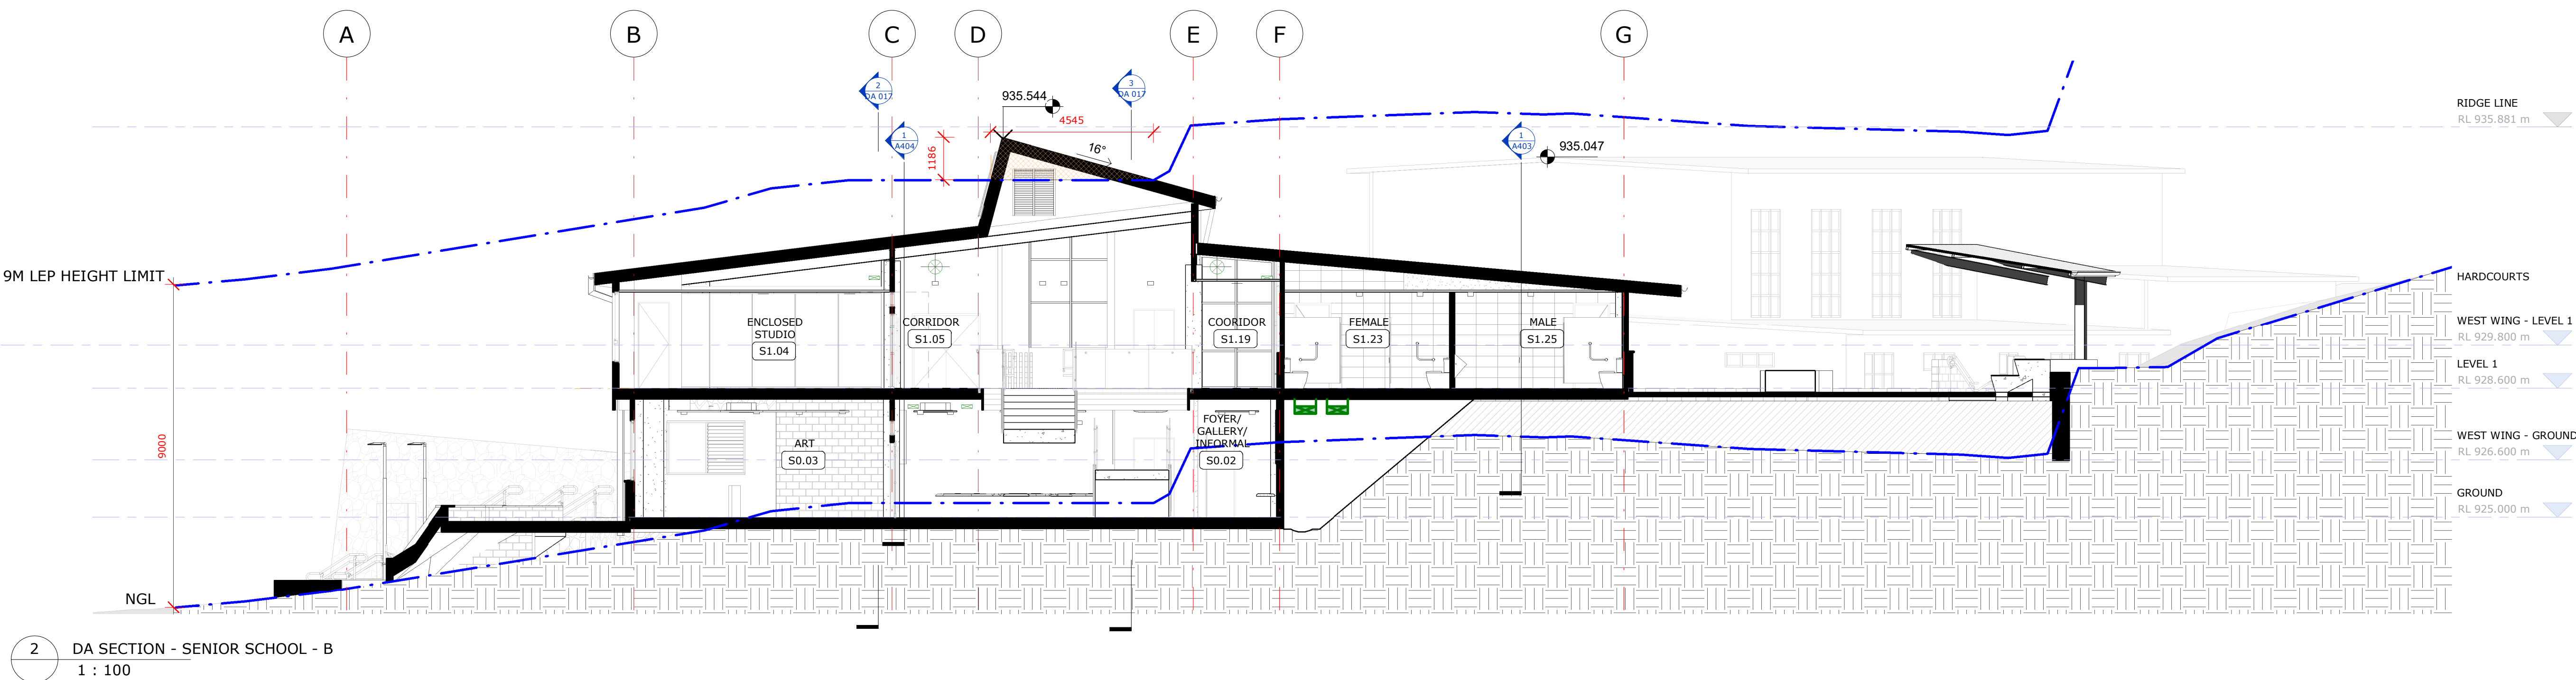 A
B
C
D
E
F
G
2
DA 017
3
DA 017
935.544
4545
1186
1
A404
16°
1
A403
935.047
RIDGE LINE
RL 935.881 m
9M LEP HEIGHT LIMIT
HARDCOURTS
ENCLOSED
STUDIO
S1.04
CORRIDOR
S1.05
COORIDOR
S1.19
FEMALE
S1.23
MALE
S1.25
WEST WING - LEVEL 1
RL 929.800 m
LEVEL 1
RL 928.600 m
9000
ART
S0.03
FOYER/
GALLERY/
INFORMAL
S0.02
WEST WING - GROUND
RL 926.600 m
GROUND
RL 925.000 m
NGL
2
DA SECTION - SENIOR SCHOOL - B
1 : 100